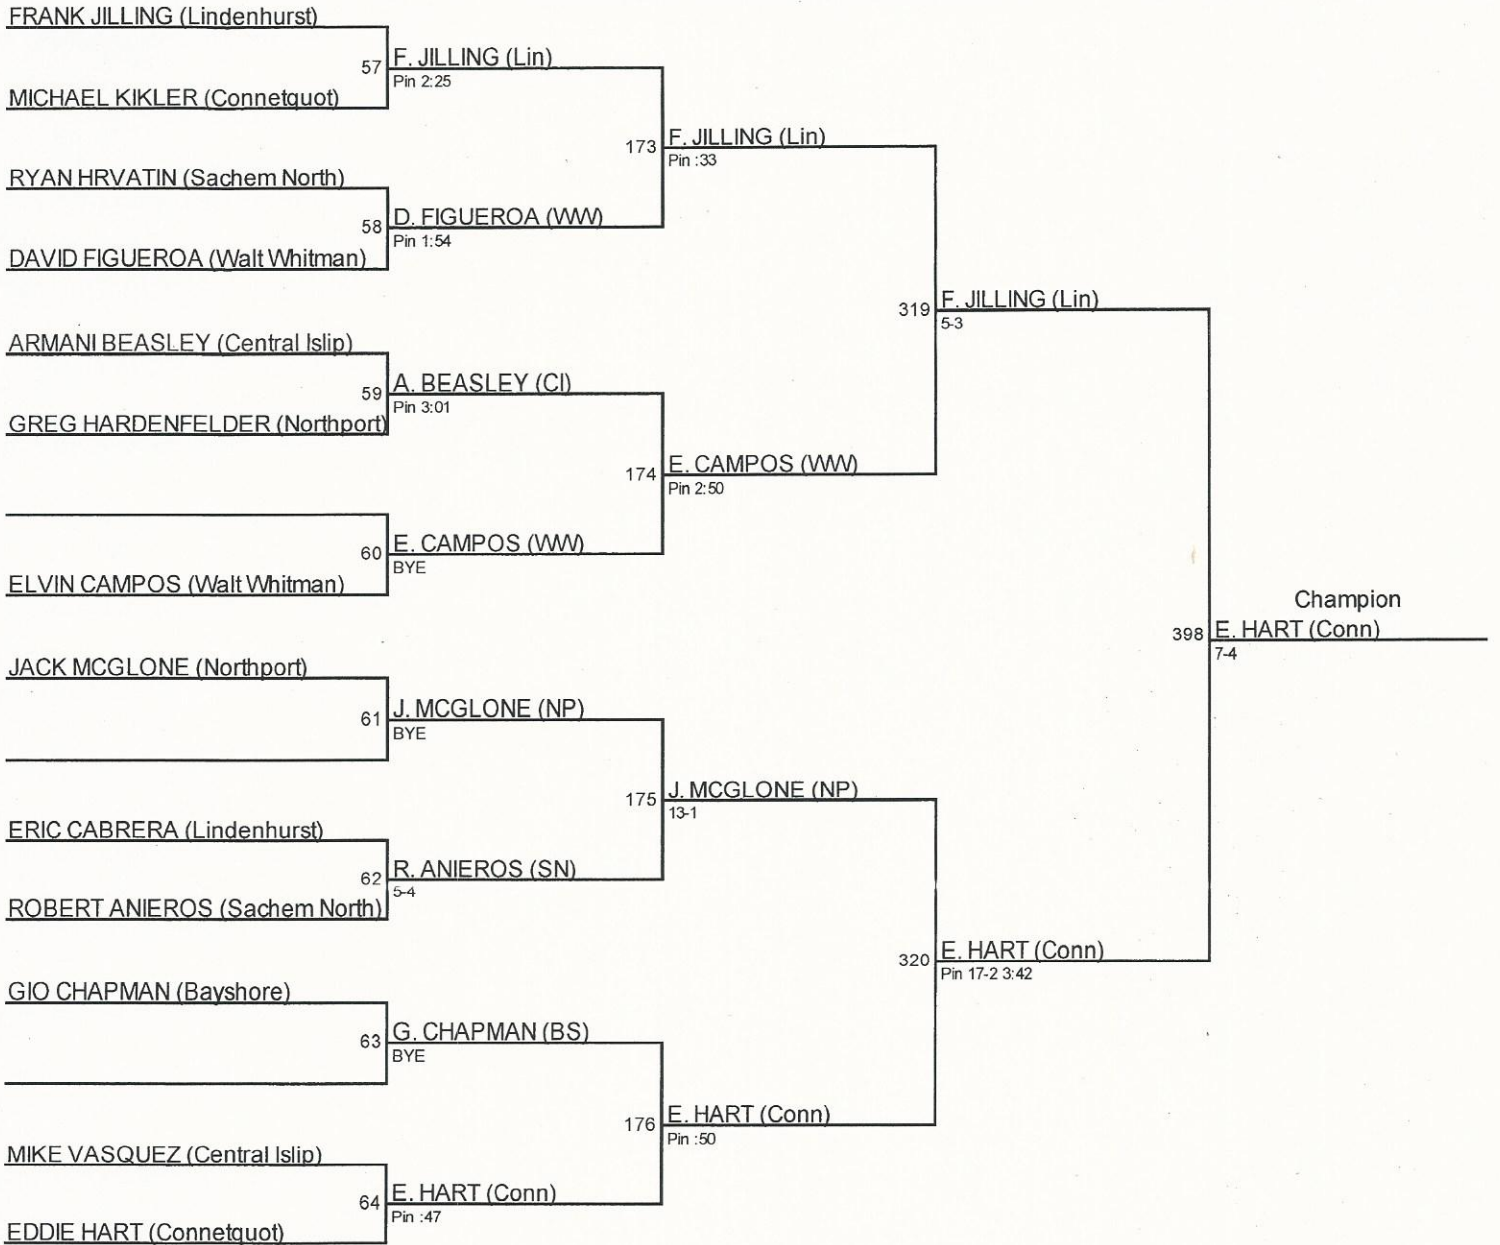 FRANK JILLING (Lindenhurst)
57 F. JILLING (Lin)
Pin 2:25
MICHAEL KIKLER (Connetquot)
173 F. JILLING (Lin)
Pin :33
RYAN HRVATIN (Sachem North)
58 D. FIGUEROA (WW)
Pin 1:54
DAVID FIGUEROA (Walt Whitman)
319 F. JILLING (Lin)
5-3
ARMANI BEASLEY (Central Islip)
59 A. BEASLEY (CI)
Pin 3:01
GREG HARDENFELDER (Northport)
174 E. CAMPOS (WW)
Pin 2:50
60 E. CAMPOS (WW)
BYE
ELVIN CAMPOS (Walt Whitman)
Champion
398 E. HART (Conn)
7-4
JACK MCGLONE (Northport)
61 J. MCGLONE (NP)
BYE
175 J. MCGLONE (NP)
13-1
ERIC CABRERA (Lindenhurst)
62 R. ANIEROS (SN)
5-4
ROBERT ANIEROS (Sachem North)
320 E. HART (Conn)
Pin 17-2 3:42
GIO CHAPMAN (Bayshore)
63 G. CHAPMAN (BS)
BYE
176 E. HART (Conn)
Pin :50
MIKE VASQUEZ (Central Islip)
64 E. HART (Conn)
Pin :47
EDDIE HART (Connetquot)